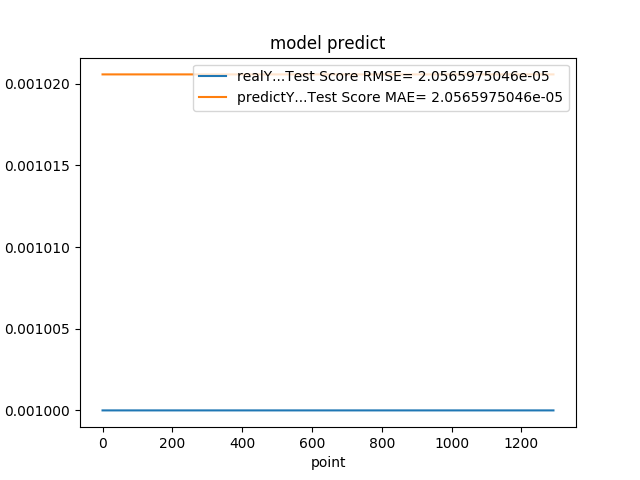 model predict
realY...Test Score RMSE= 2.0565975046e-05
predictY...Test Score MAE= 2.0565975046e-05
0.001020
0.001015
0.001010
0.001005
0.001000
0 200 400 600 800 1000 1200
point